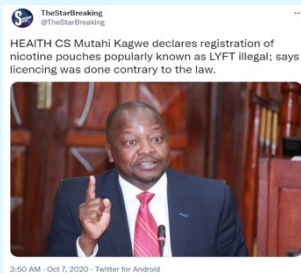 TheStarBreaking
@TheStarBreaking
HEAlTH CS Mutahi Kagwe declares registration of
nicotine pouches popularly known as LYFT illegal; says
licencing was done contrary to the law.
3:50 AM · Oct 7, 2020 · Twitter for Android